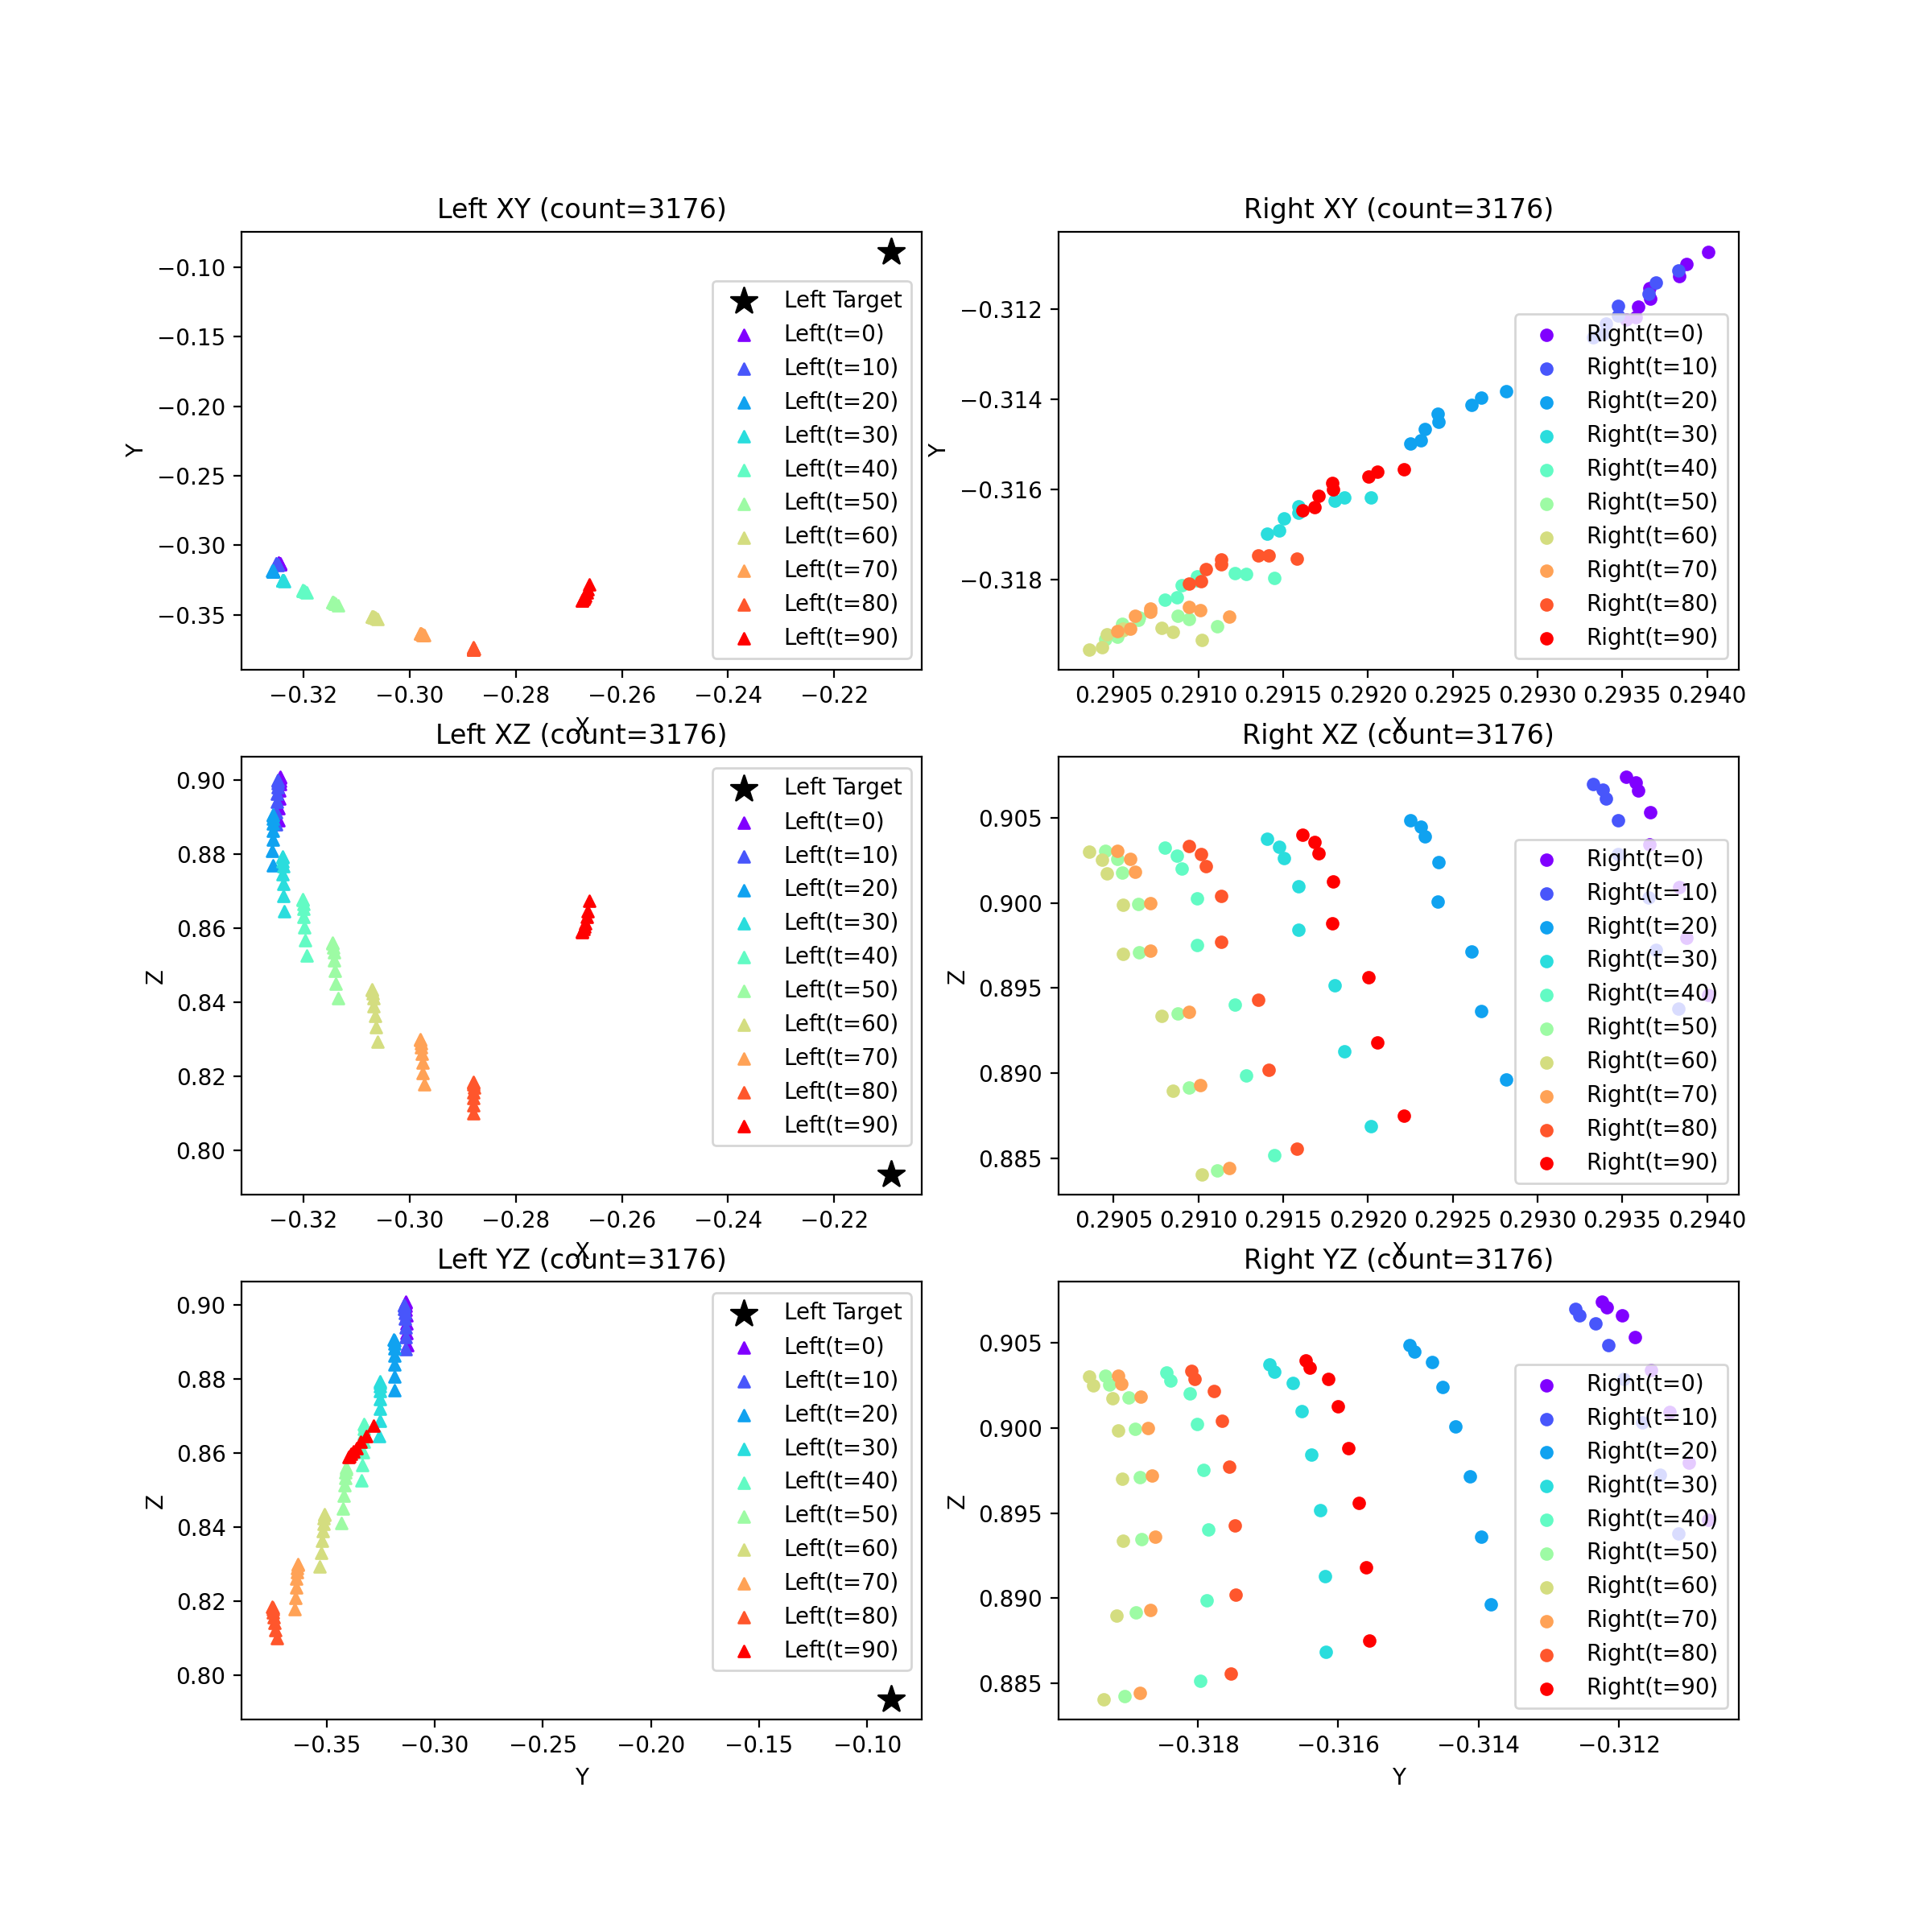 Left XY (count=3176)
−0.10
−0.15
−0.20
−0.25
−0.30
−0.35
Y
−0.32 −0.30 −0.28 −0.26 −0.24 −0.22
X
Left Target
Left(t=0)
Left(t=10)
Left(t=20)
Left(t=30)
Left(t=40)
Left(t=50)
Left(t=60)
Left(t=70)
Left(t=80)
Left(t=90)
Right XY (count=3176)
−0.312
−0.314
−0.316
−0.318
Y
0.2905 0.2910 0.2915 0.2920 0.2925 0.2930 0.2935 0.2940
X
Right(t=0)
Right(t=10)
Right(t=20)
Right(t=30)
Right(t=40)
Right(t=50)
Right(t=60)
Right(t=70)
Right(t=80)
Right(t=90)
Left XZ (count=3176)
0.90
0.88
0.86
0.84
0.82
0.80
Z
−0.32 −0.30 −0.28 −0.26 −0.24 −0.22
X
Left Target
Left(t=0)
Left(t=10)
Left(t=20)
Left(t=30)
Left(t=40)
Left(t=50)
Left(t=60)
Left(t=70)
Left(t=80)
Left(t=90)
Right XZ (count=3176)
0.905
0.900
0.895
0.890
0.885
Z
0.2905 0.2910 0.2915 0.2920 0.2925 0.2930 0.2935 0.2940
X
Right(t=0)
Right(t=10)
Right(t=20)
Right(t=30)
Right(t=40)
Right(t=50)
Right(t=60)
Right(t=70)
Right(t=80)
Right(t=90)
Left YZ (count=3176)
0.90
0.88
0.86
0.84
0.82
0.80
Z
−0.35 −0.30 −0.25 −0.20 −0.15 −0.10
Y
Left Target
Left(t=0)
Left(t=10)
Left(t=20)
Left(t=30)
Left(t=40)
Left(t=50)
Left(t=60)
Left(t=70)
Left(t=80)
Left(t=90)
Right YZ (count=3176)
0.905
0.900
0.895
0.890
0.885
Z
−0.318 −0.316 −0.314 −0.312
Y
Right(t=0)
Right(t=10)
Right(t=20)
Right(t=30)
Right(t=40)
Right(t=50)
Right(t=60)
Right(t=70)
Right(t=80)
Right(t=90)